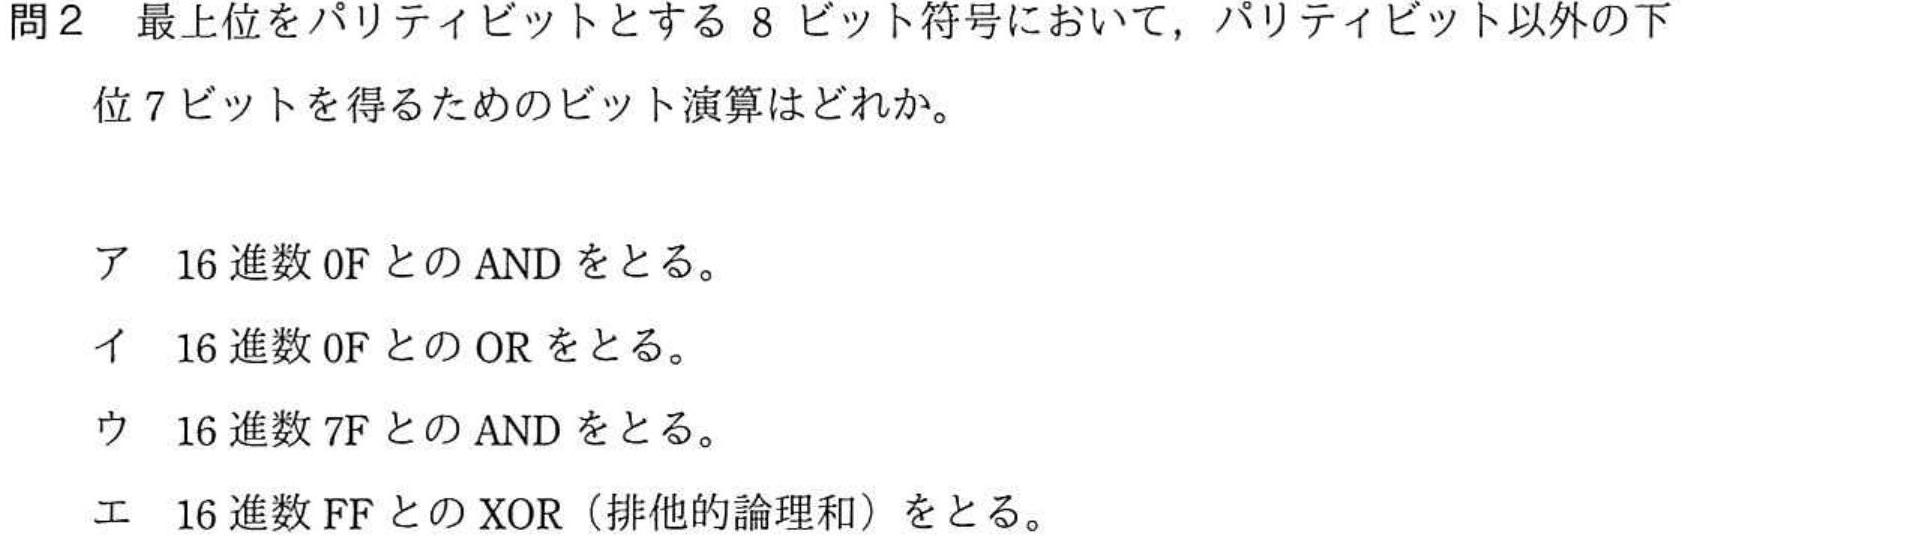 問2　最上位をパリティビットとする 8 ビット符号において，パリティビット以外の下
位 7 ビットを得るためのビット演算はどれか。
ア　16 進数 0F との AND をとる。
イ　16 進数 0F との OR をとる。
ウ　16 進数 7F との AND をとる。
エ　16 進数 FF との XOR（排他的論理和）をとる。